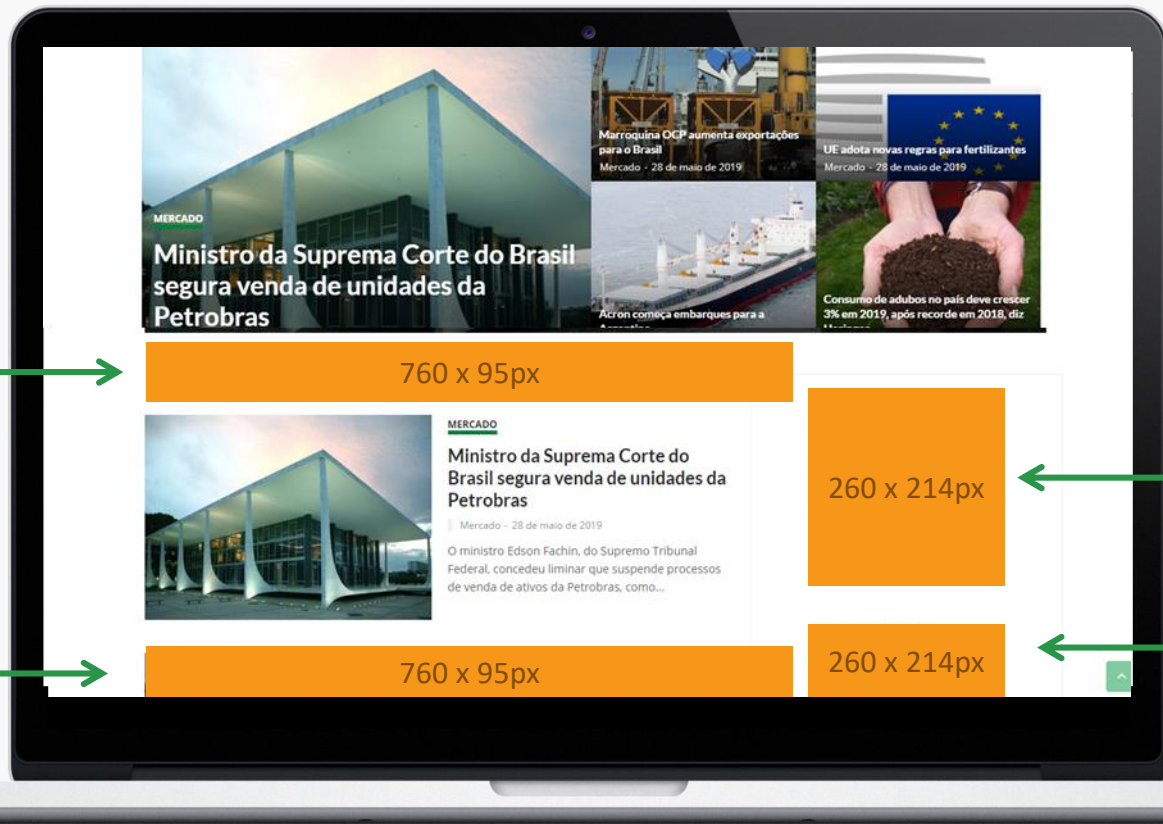 MERCADO
Ministro da Suprema Corte do Brasil
segura venda de unidades da
Petrobras
Marroquina OCP aumenta exportações
para o Brasil
Mercado - 28 de maio de 2019
UE adota novas regras para fertilizantes
Mercado - 28 de maio de 2019
Acron começa embarques para a
Argentina
Consumo de adubos no país deve crescer
3% em 2019, após recorde em 2018, diz
760 x 95px
MERCADO
Ministro da Suprema Corte do
Brasil segura venda de unidades da
Petrobras
Mercado - 28 de maio de 2019
O ministro Edson Fachin, do Supremo Tribunal
Federal, concedeu liminar que suspende processos
de venda de ativos da Petrobras, como...
260 x 214px
760 x 95px
260 x 214px